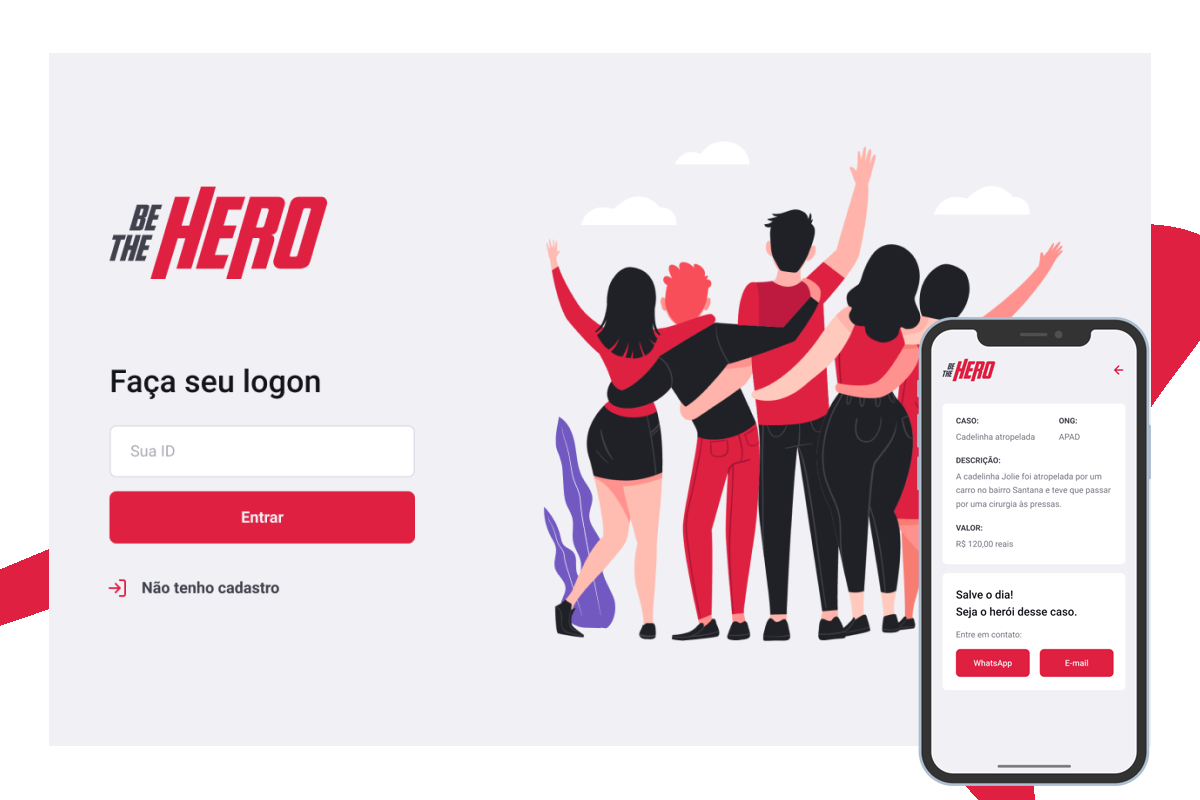 BE
THE HERO
Faça seu logon
Sua ID
Entrar
Não tenho cadastro
BE
THE HERO
CASO: ONG:
Cadelinha atropelada APAD
DESCRIÇÃO:
A cadelinha Jolie foi atropelada por um
carro no bairro Santana e teve que passar
por uma cirurgia às pressas.
VALOR:
R$ 120,00 reais
Salve o dia!
Seja o herói desse caso.
Entre em contato:
WhatsApp E-mail